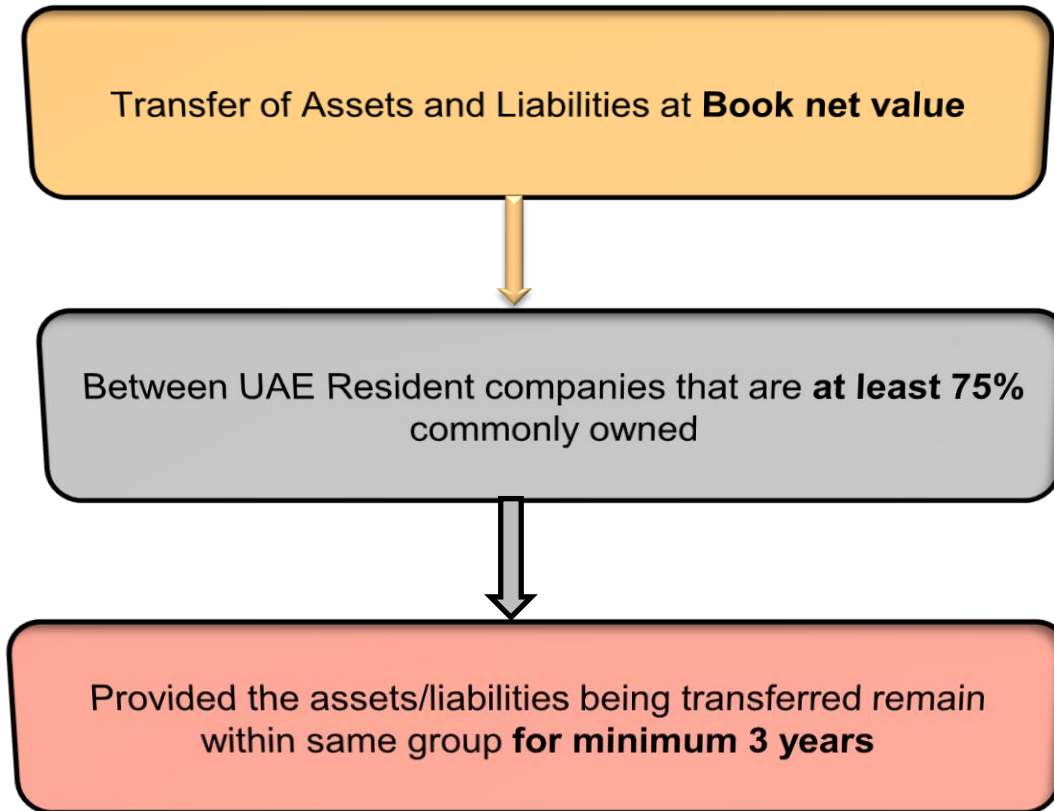 Transfer of Assets and Liabilities at Book net value
Between UAE Resident companies that are at least 75%
commonly owned
Provided the assets/liabilities being transferred remain
within same group for minimum 3 years